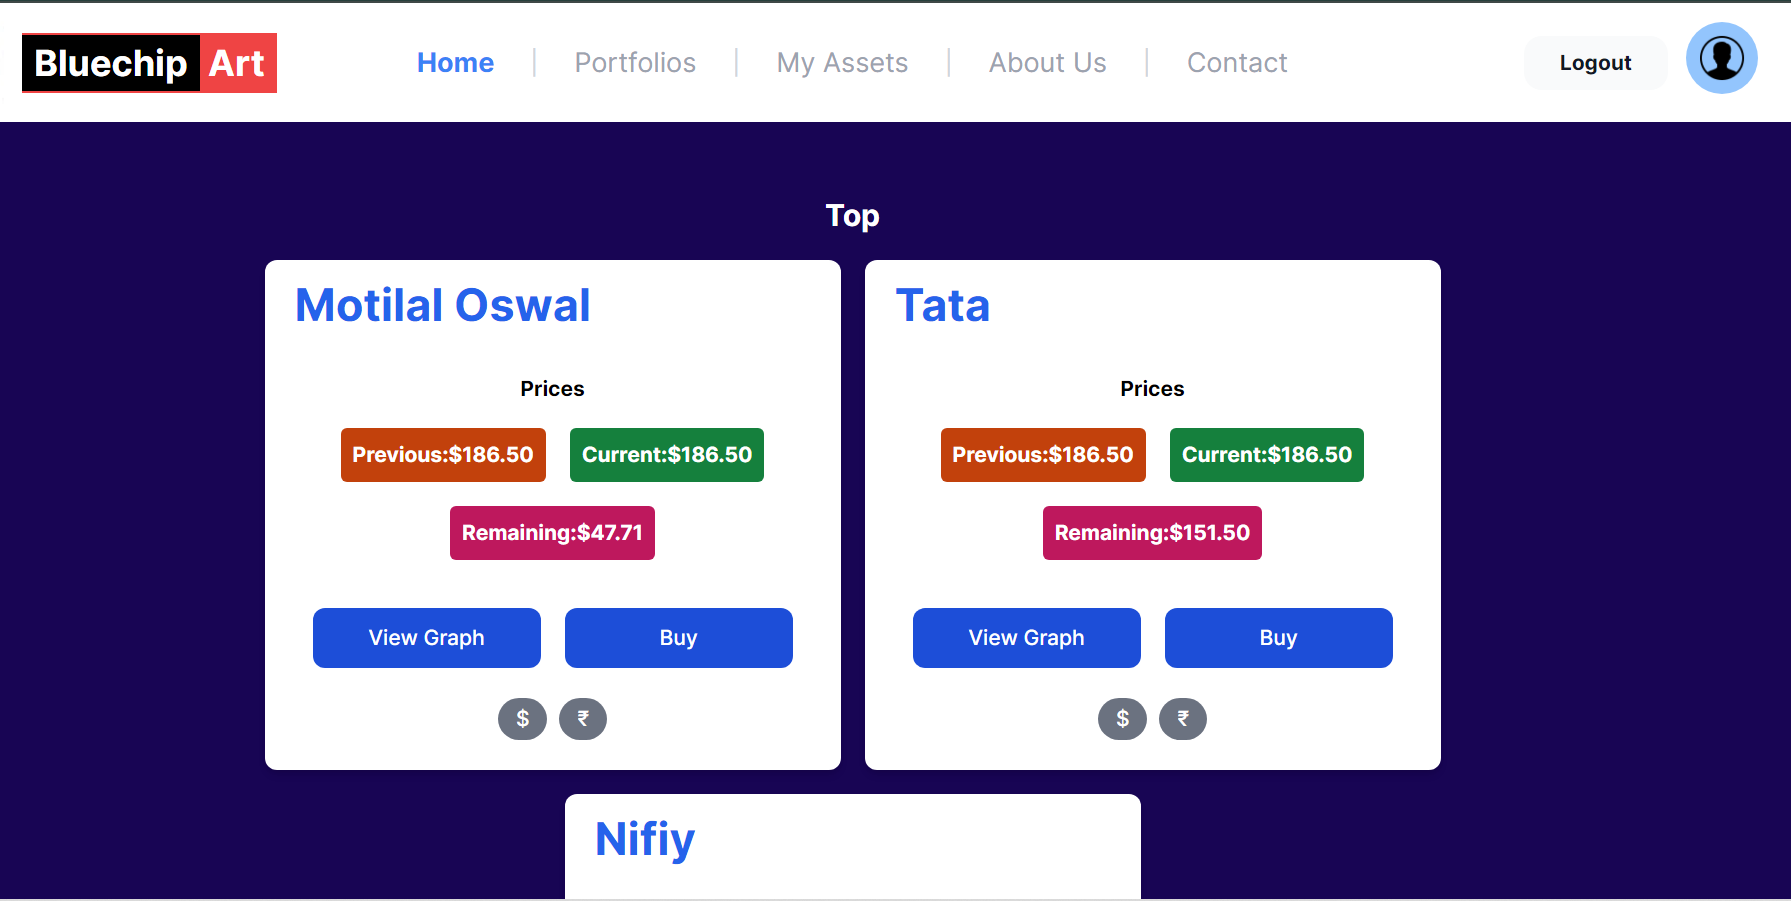 Bluechip Art
Home Portfolios My Assets About Us Contact
Logout
Top
Motilal Oswal
Prices
Previous:$186.50 Current:$186.50
Remaining:$47.71
View Graph Buy
$ ₹
Tata
Prices
Previous:$186.50 Current:$186.50
Remaining:$151.50
View Graph Buy
$ ₹
Nifiy